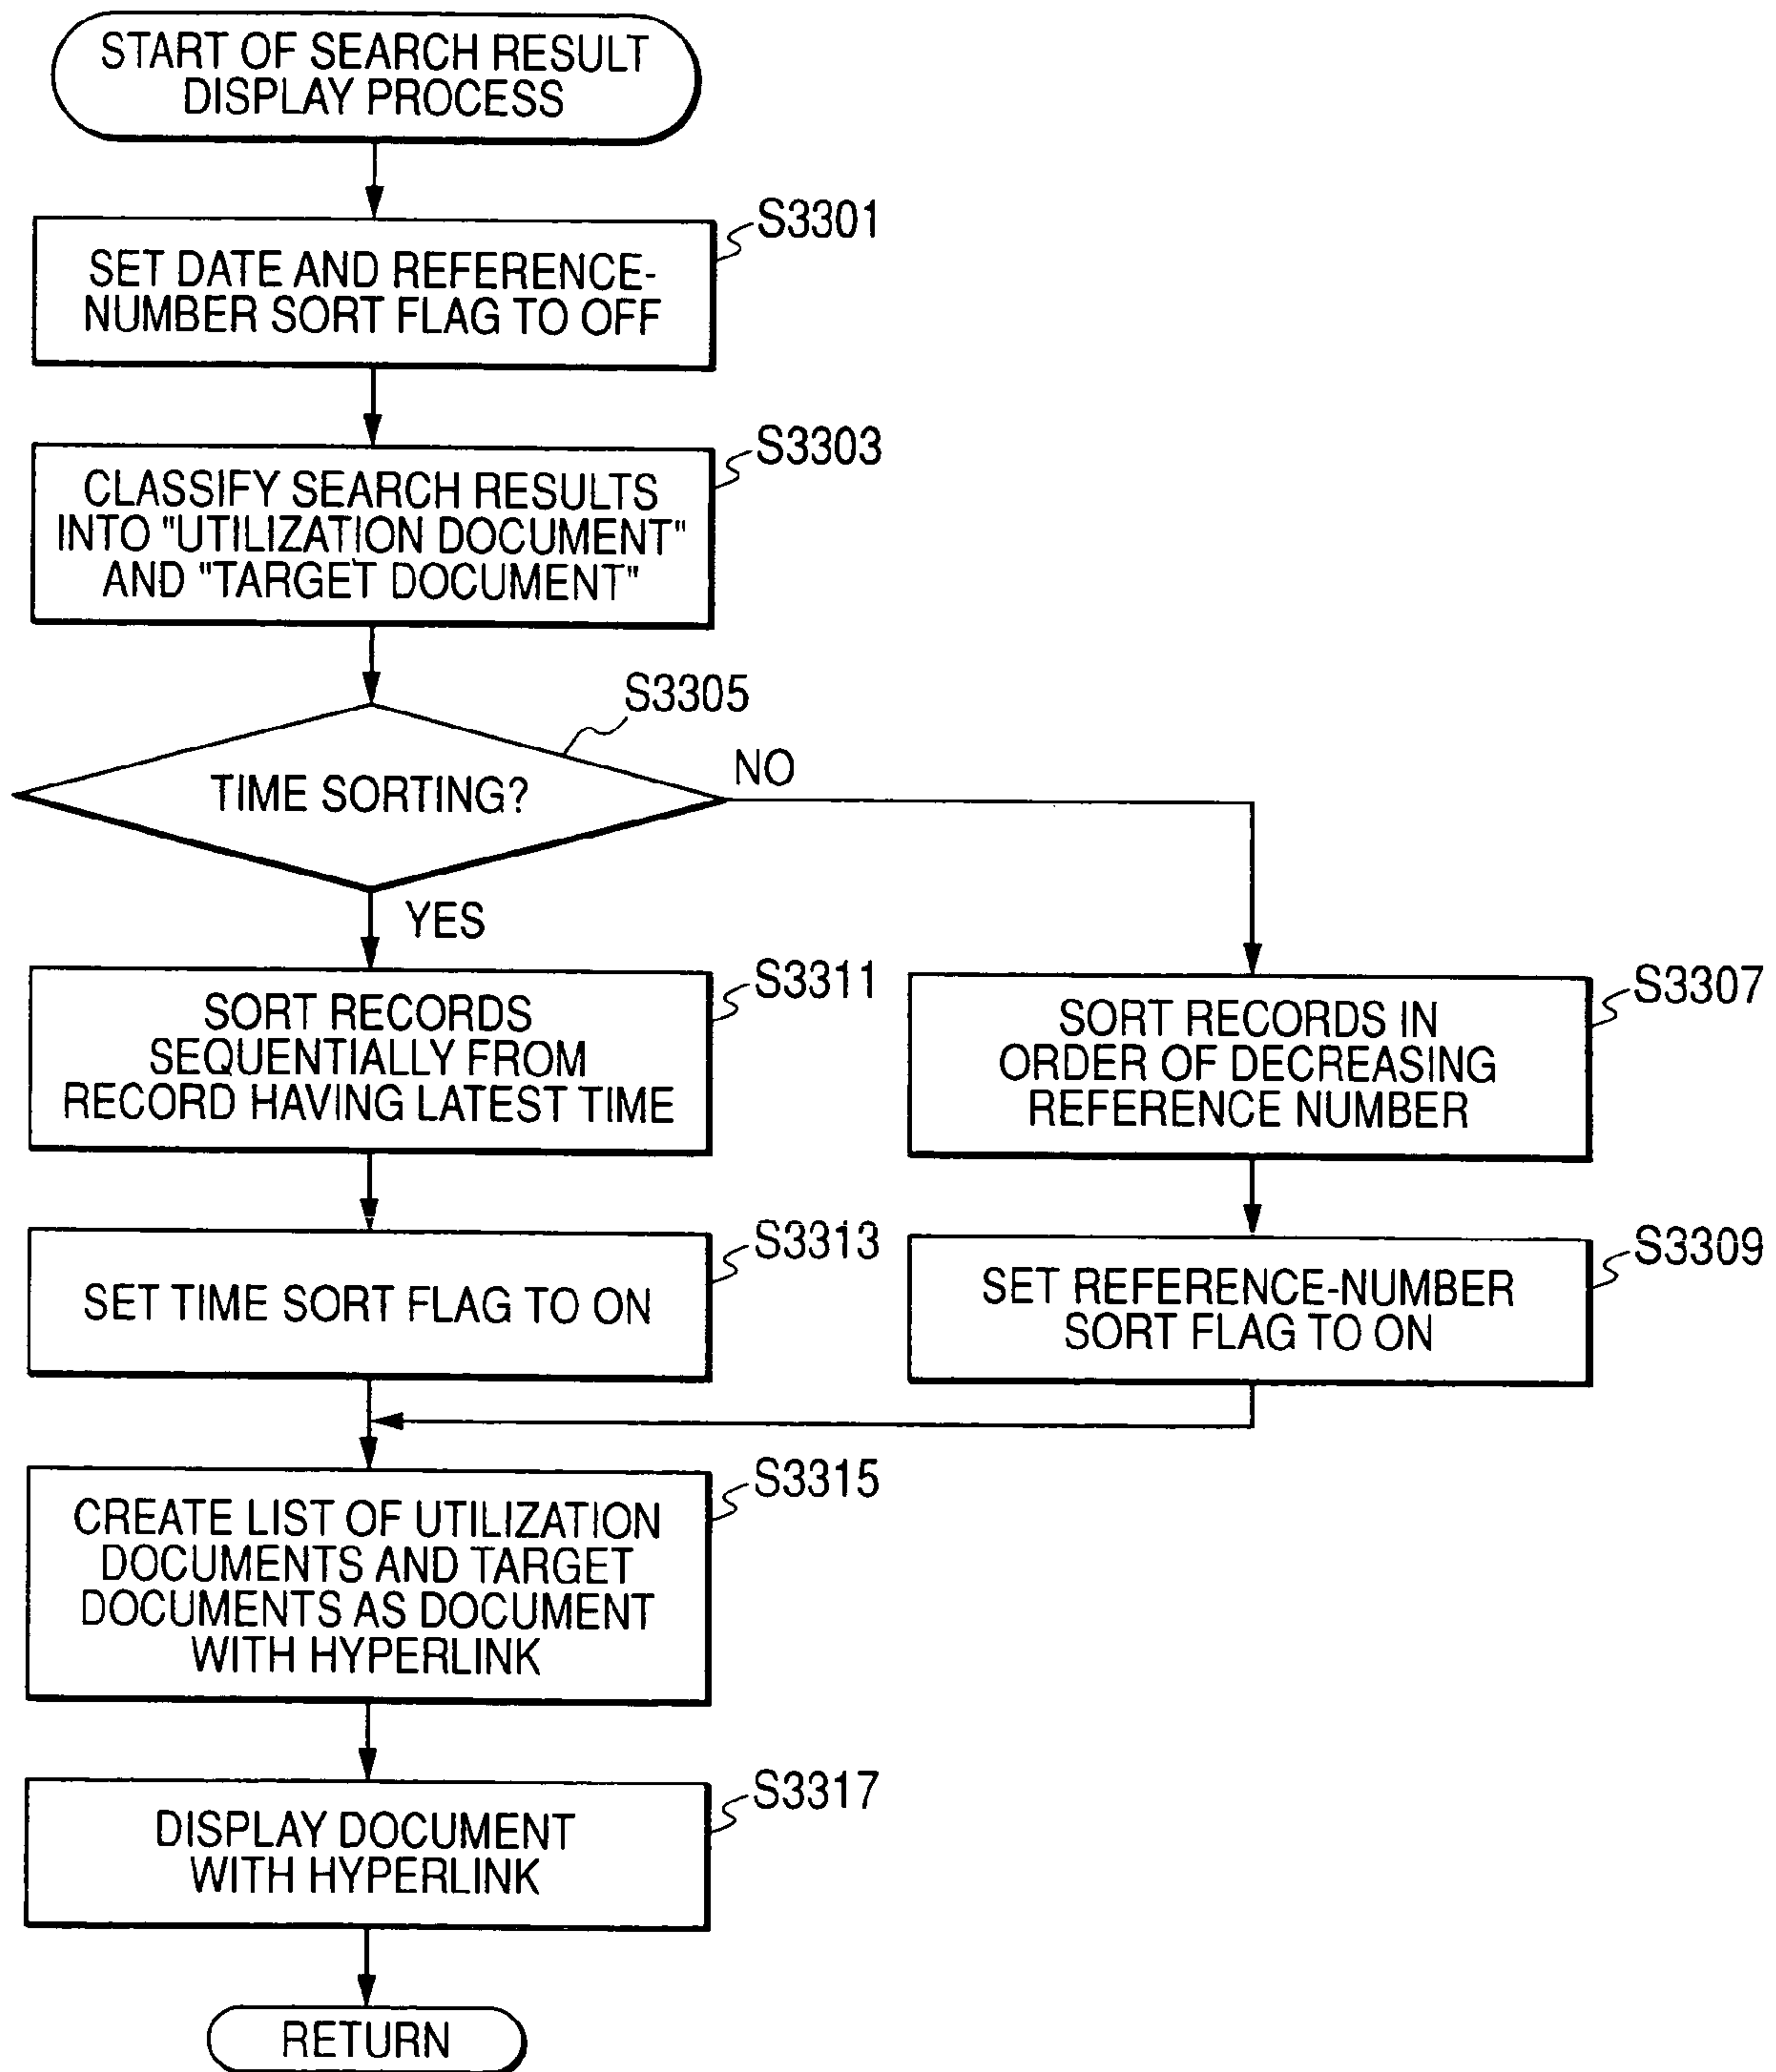 START OF SEARCH RESULT
DISPLAY PROCESS
S3301
SET DATE AND REFERENCE-
NUMBER SORT FLAG TO OFF
S3303
CLASSIFY SEARCH RESULTS
INTO "UTILIZATION DOCUMENT"
AND "TARGET DOCUMENT"
S3305
TIME SORTING?
NO
YES
S3311
SORT RECORDS
SEQUENTIALLY FROM
RECORD HAVING LATEST TIME
S3307
SORT RECORDS IN
ORDER OF DECREASING
REFERENCE NUMBER
S3313
SET TIME SORT FLAG TO ON
S3309
SET REFERENCE-NUMBER
SORT FLAG TO ON
S3315
CREATE LIST OF UTILIZATION
DOCUMENTS AND TARGET
DOCUMENTS AS DOCUMENT
WITH HYPERLINK
S3317
DISPLAY DOCUMENT
WITH HYPERLINK
RETURN